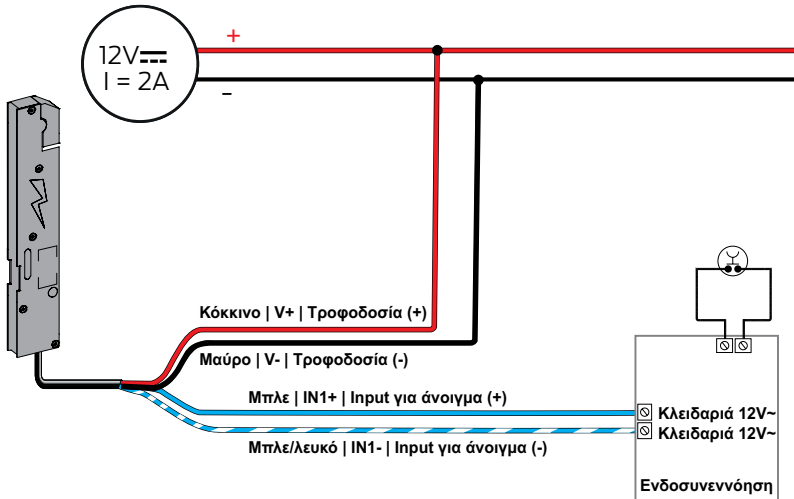 +
12V⎓
I = 2A
–
Κόκκινο | V+ | Τροφοδοσία (+)
Μαύρο | V- | Τροφοδοσία (-)
Μπλε | IN1+ | Input για άνοιγμα (+)
Μπλε/λευκό | IN1- | Input για άνοιγμα (-)
Κλειδαριά 12V~
Κλειδαριά 12V~
Ενδοσυνεννόηση